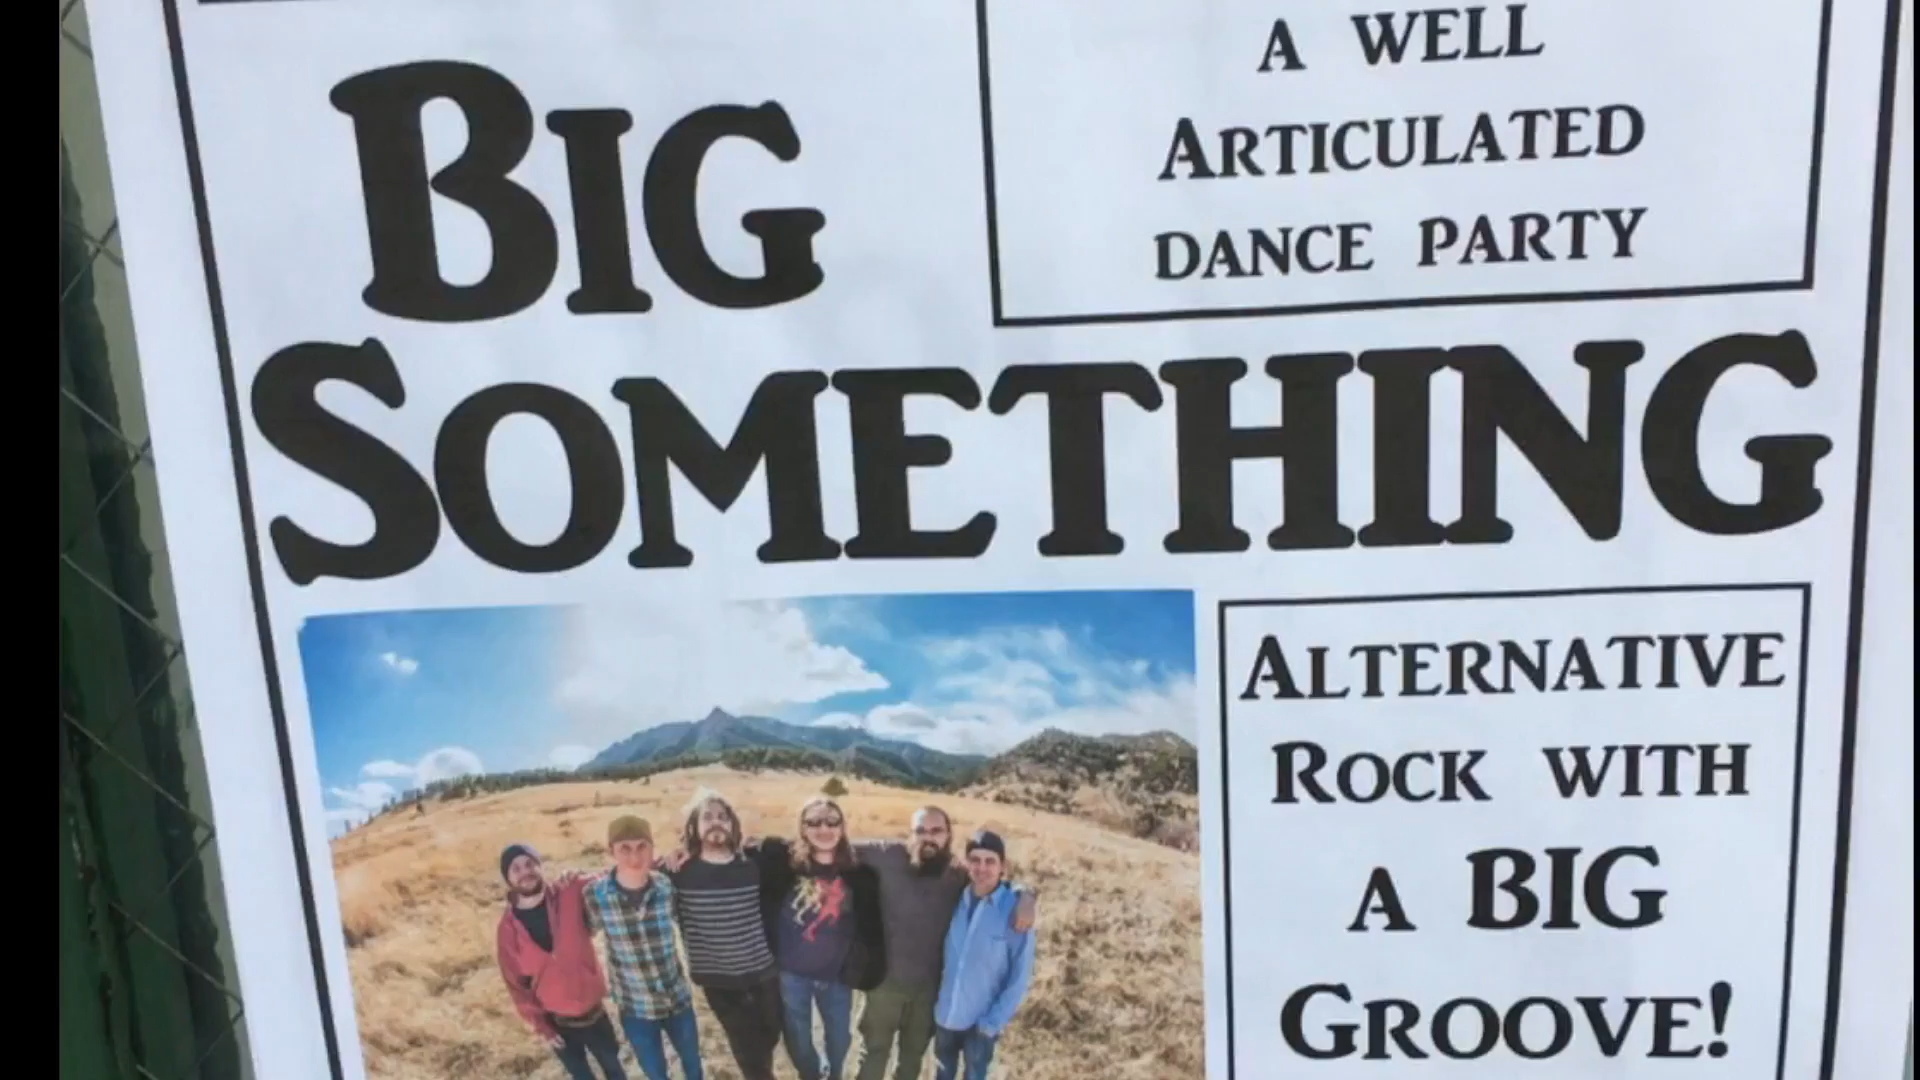 A WELL
ARTICULATED
DANCE PARTY
BIG
SOMETHING
ALTERNATIVE
ROCK WITH
A BIG
GROOVE!